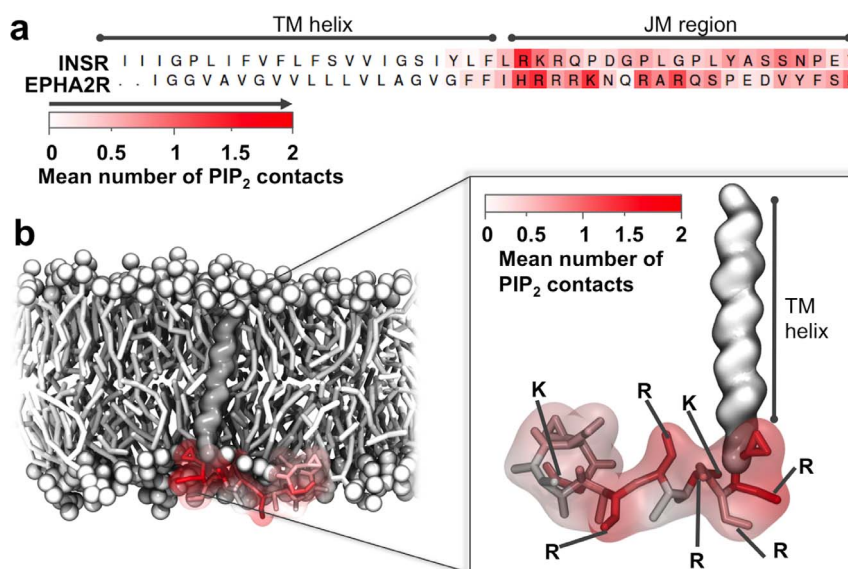 a
TM helix JM region
INSR I I I G P L I F V F L F S V V I G S I Y L F L R K R Q P D G P L G P L Y A S S N P E
EPHA2R . . I G G V A V G V V L L L V L A G V G F F I H R R R K N Q R A R Q S P E D V Y F S
0 0.5 1 1.5 2
Mean number of PIP2 contacts
b
0 0.5 1 1.5 2
Mean number of
PIP2 contacts
TM
helix
K R K R
R R R